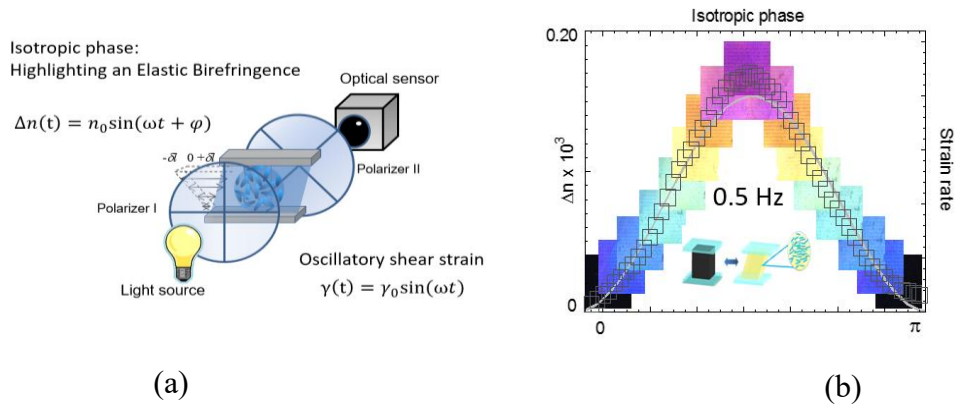 Isotropic phase:
Highlighting an Elastic Birefringence
Δn(t) = n₀sin(ωt + φ)
Optical sensor
-δl 0 +δl
Polarizer II
Polarizer I
Light source
Oscillatory shear strain
γ(t) = γ₀sin(ωt)
(a)
Isotropic phase
0.20
Δn x 10³
0
0.5 Hz
Strain rate
0
π
(b)